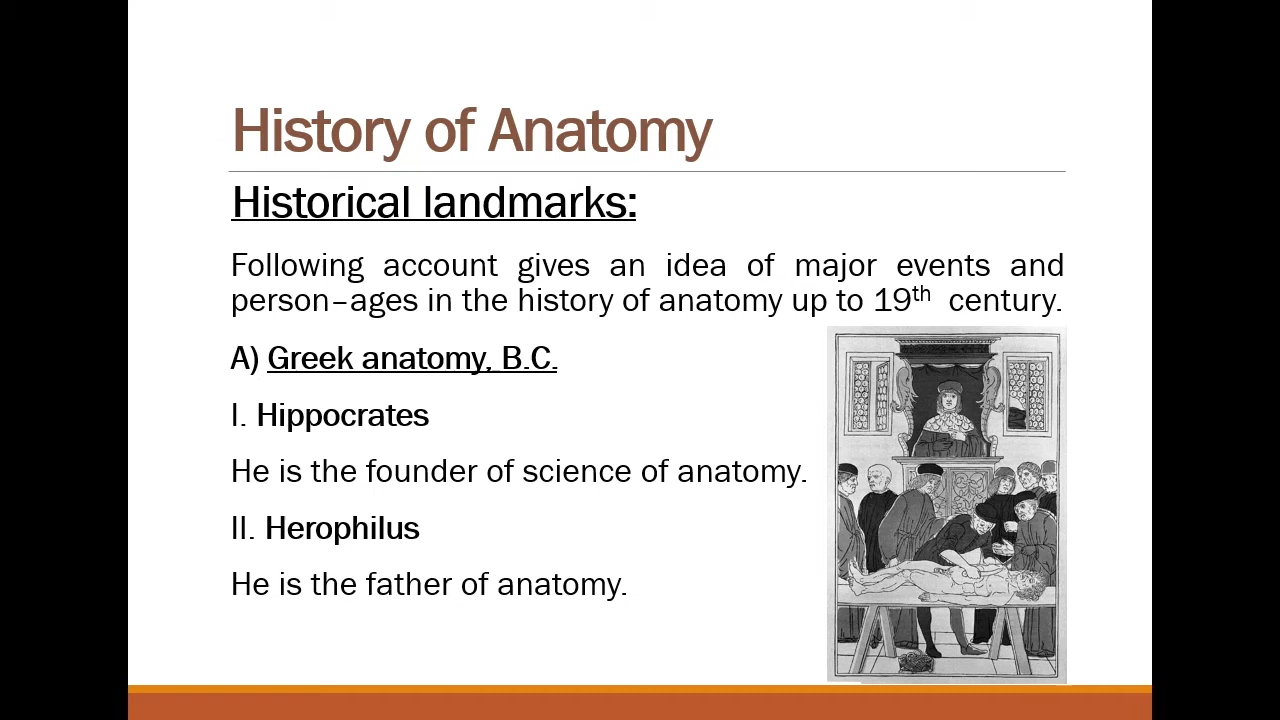 History of Anatomy
Historical landmarks:
Following account gives an idea of major events and
person–ages in the history of anatomy up to 19th century.
A) Greek anatomy, B.C.
I. Hippocrates
He is the founder of science of anatomy.
II. Herophilus
He is the father of anatomy.